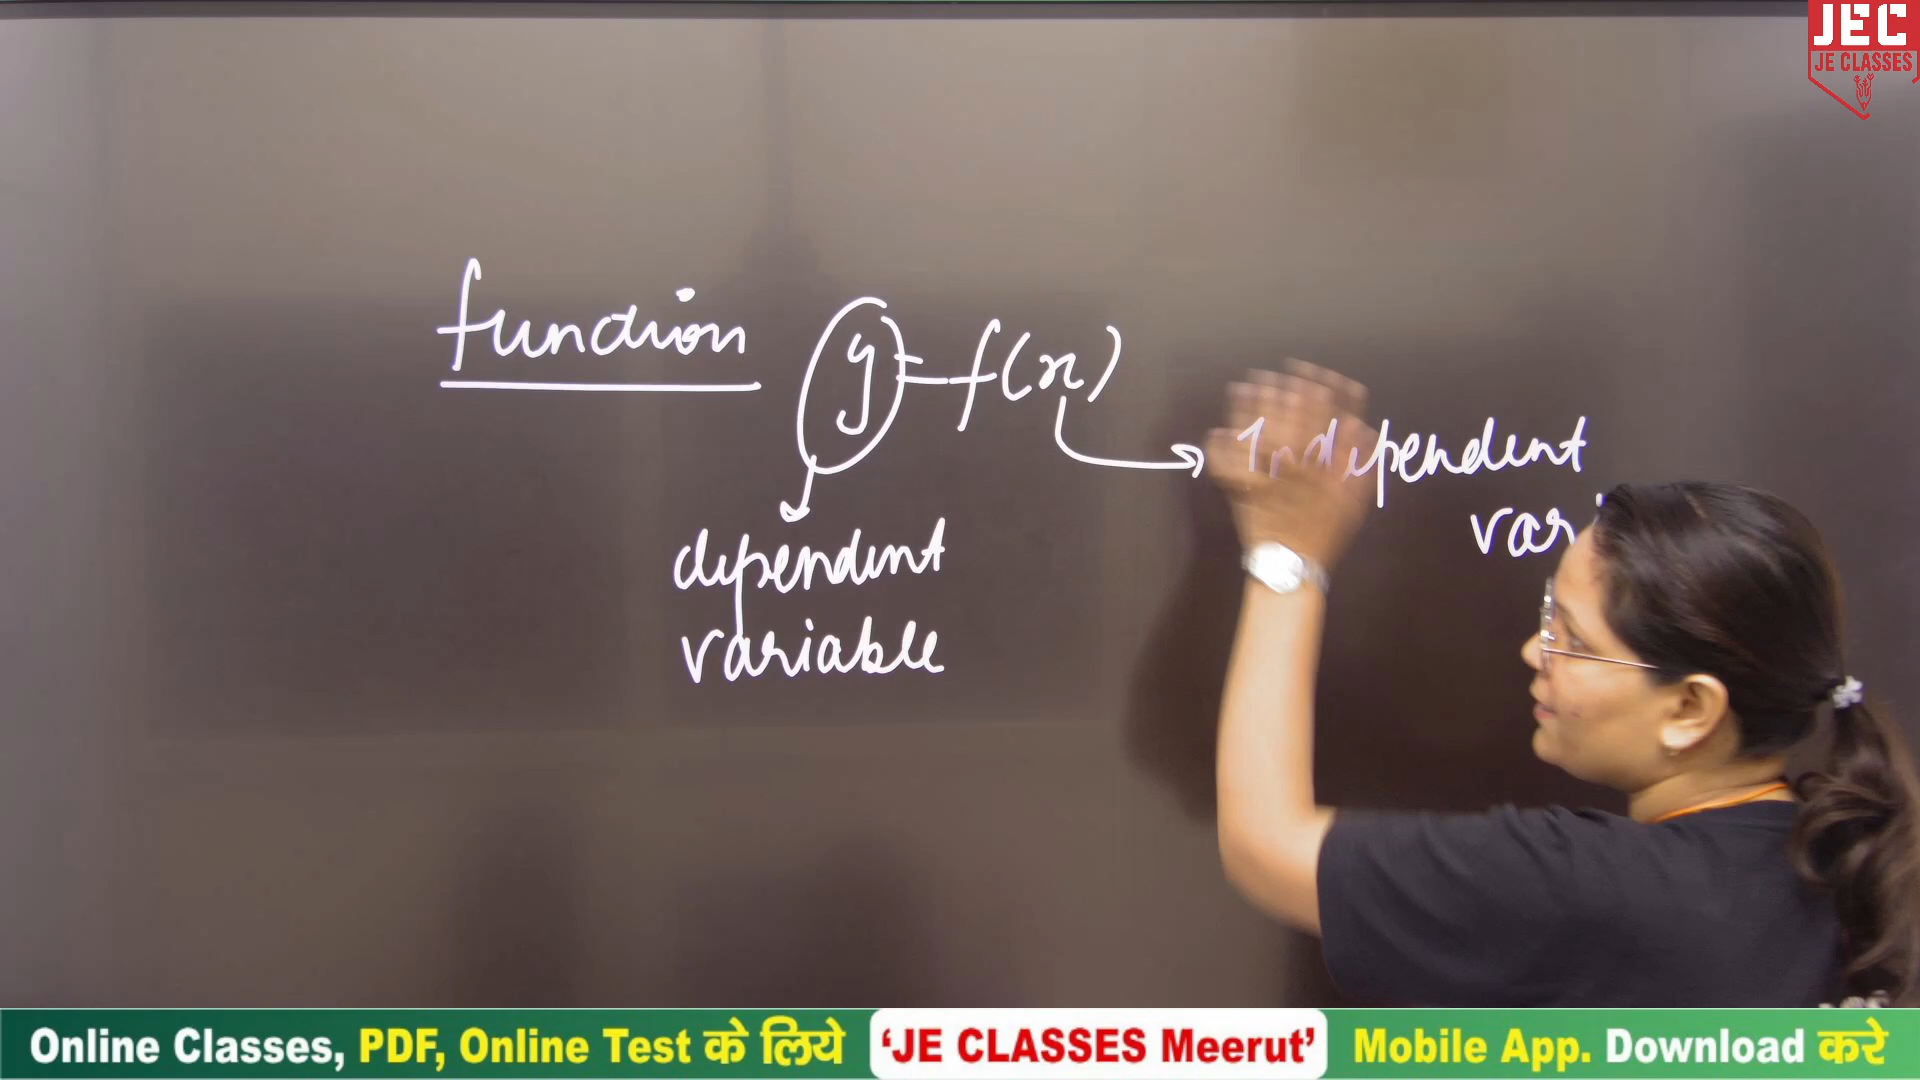 JEC
JE CLASSES
function y = f(x)
Independent
var
dependent
variable
Online Classes, PDF, Online Test के लिये 'JE CLASSES Meerut' Mobile App. Download करे